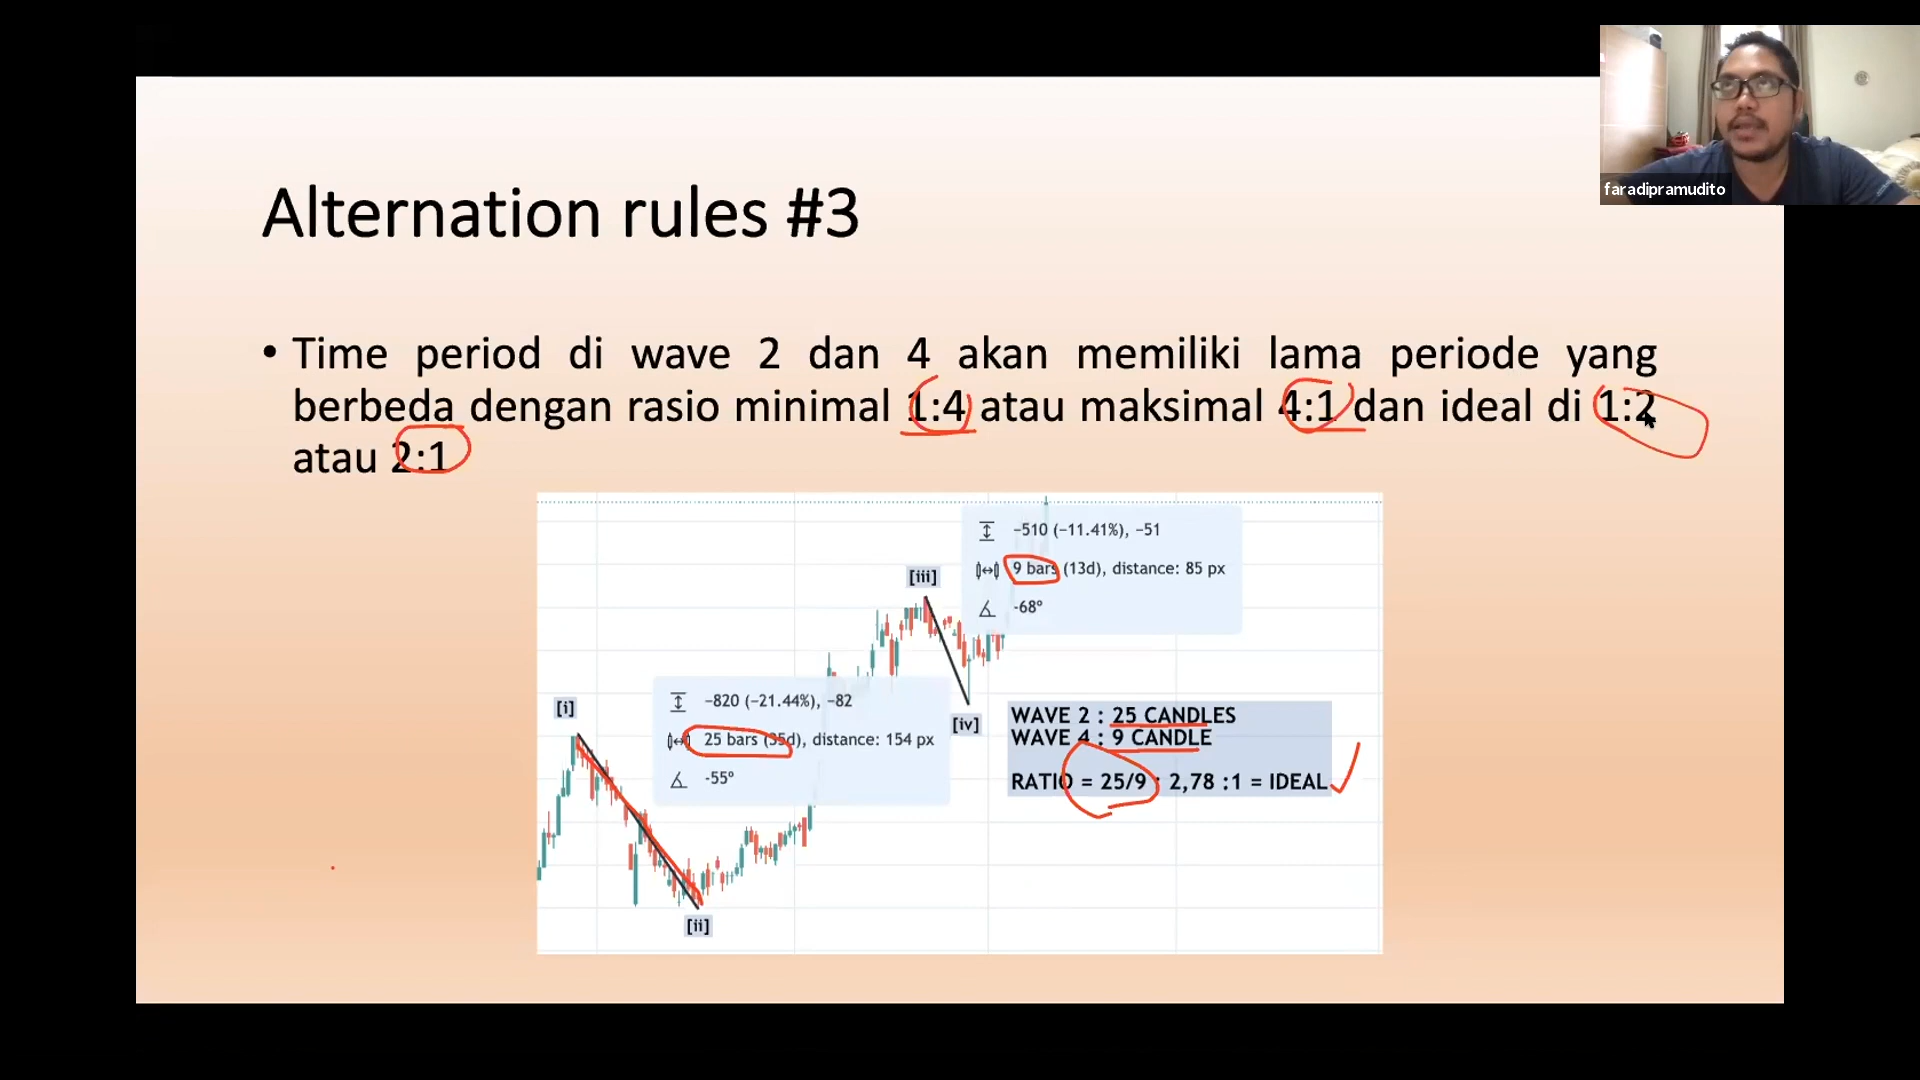 faradipramudito
Alternation rules #3
• Time period di wave 2 dan 4 akan memiliki lama periode yang
berbeda dengan rasio minimal 1:4 atau maksimal 4:1 dan ideal di 1:2
atau 2:1
-510 (-11.41%), -51
9 bars (13d), distance: 85 px
-68º
[iii]
[i]
-820 (-21.44%), -82
25 bars (35d), distance: 154 px
-55º
[iv]
WAVE 2 : 25 CANDLES
WAVE 4 : 9 CANDLE
RATIO = 25/9 : 2,78 :1 = IDEAL
[ii]